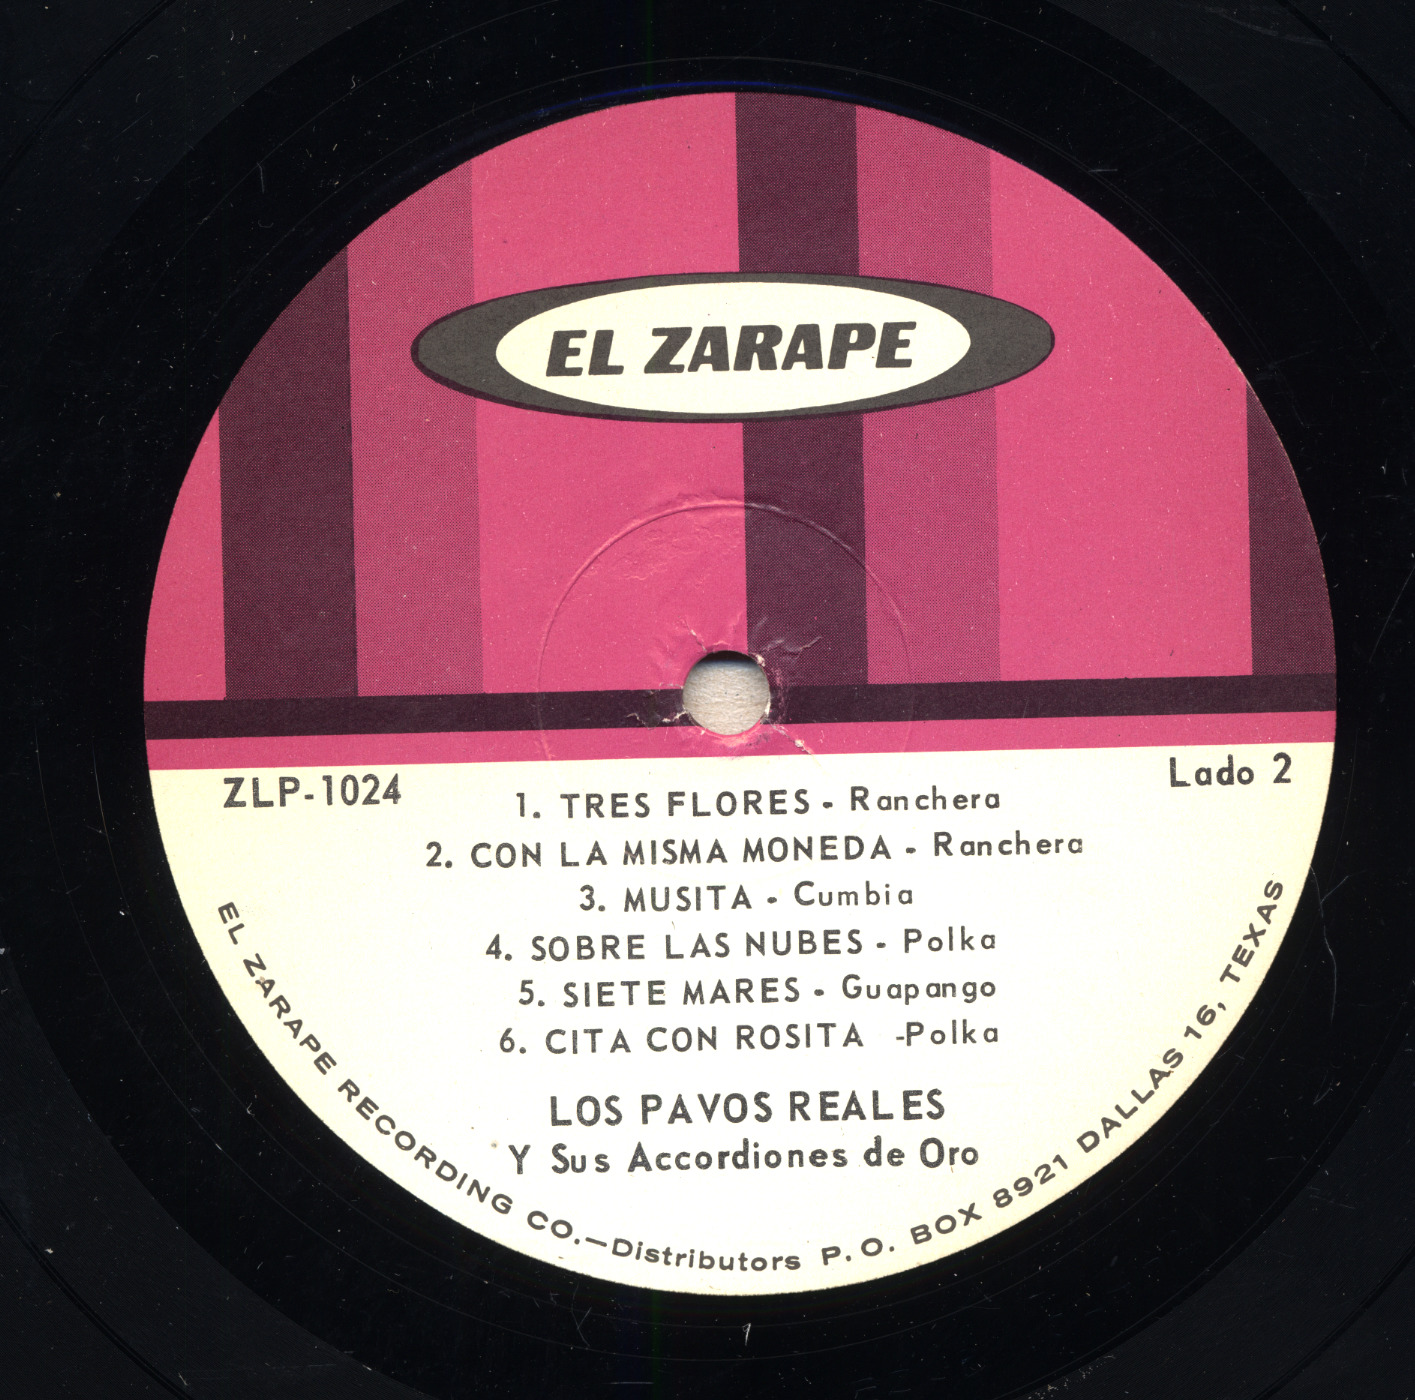 EL ZARAPE
ZLP-1024
Lado 2
1. TRES FLORES - Ranchera
2. CON LA MISMA MONEDA - Ranchera
3. MUSITA - Cumbia
4. SOBRE LAS NUBES - Polka
5. SIETE MARES - Guapango
6. CITA CON ROSITA -Polka
LOS PAVOS REALES
Y Sus Accordiones de Oro
EL ZARAPE RECORDING CO.—Distributors P.O. BOX 8921 DALLAS 16, TEXAS